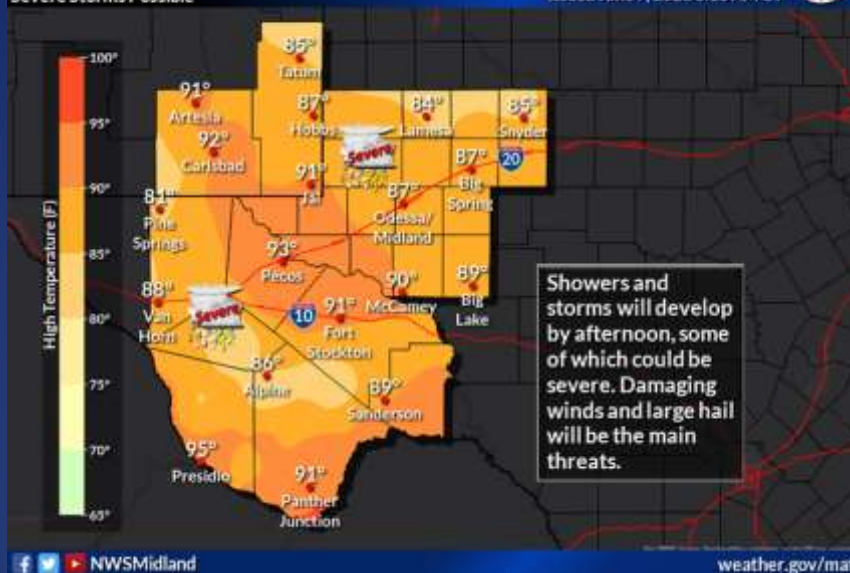 Severe Storms Possible
100°
95°
90°
85°
80°
75°
70°
65°
High Temperature (F)
85°
Tatum
91°
Artesia
87°
Hobbs
84°
Lamesa
85°
Snyder
92°
Carlsbad
Severe
87°
Big
Spring
20
91°
Jal
81°
Pine
Springs
87°
Odessa/
Midland
93°
Pecos
88°
Van
Horn
Severe
10
91°
Fort
Stockton
90°
McCamey
89°
Big
Lake
86°
Alpine
89°
Sanderson
95°
Presidio
91°
Panther
Junction
Showers and
storms will develop
by afternoon, some
of which could be
severe. Damaging
winds and large hail
will be the main
threats.
NWSMidland
weather.gov/maf